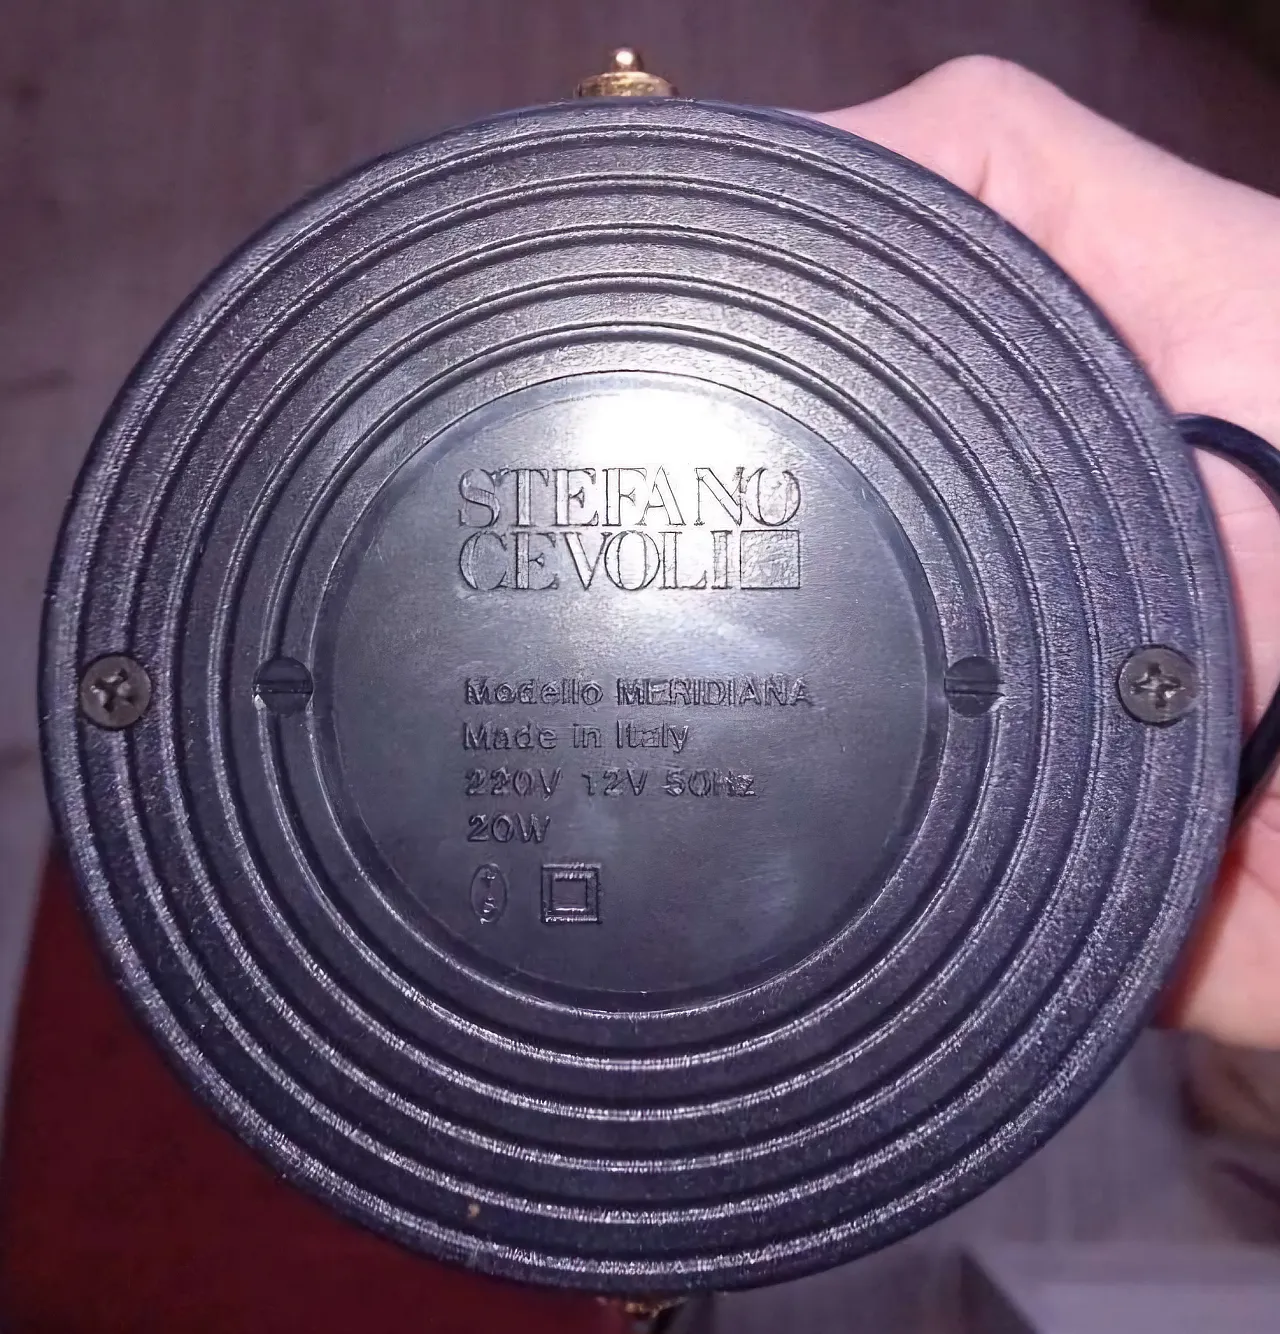 STEFANO
CEVOLI
Modello MERIDIANA
Made in Italy
220V 12V 50Hz
20W